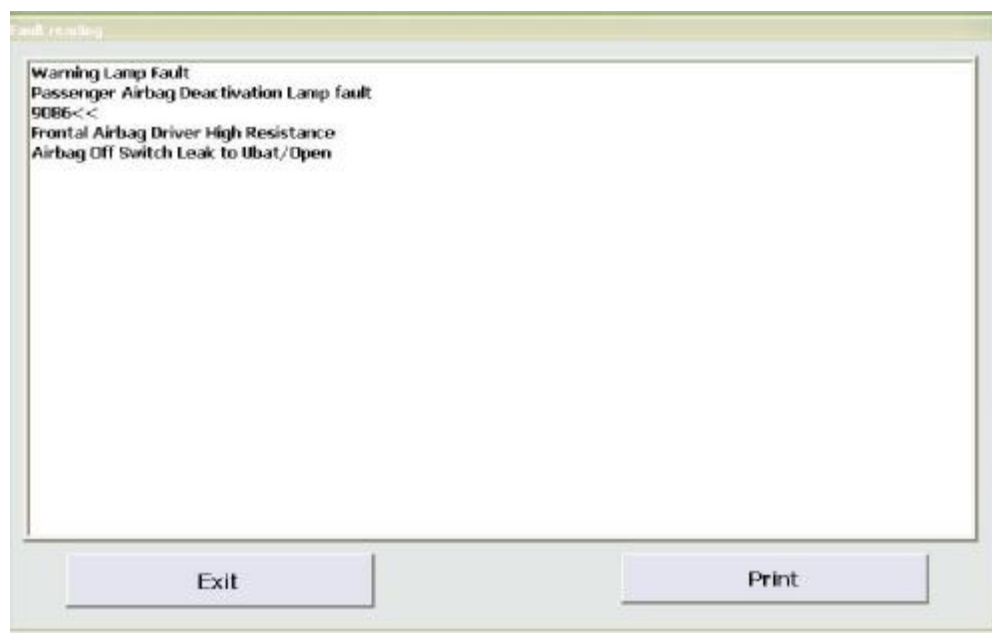 Fault reading
Warning Lamp Fault
Passenger Airbag Deactivation Lamp fault
9086<<
Frontal Airbag Driver High Resistance
Airbag Off Switch Leak to Ubat/Open
Exit
Print